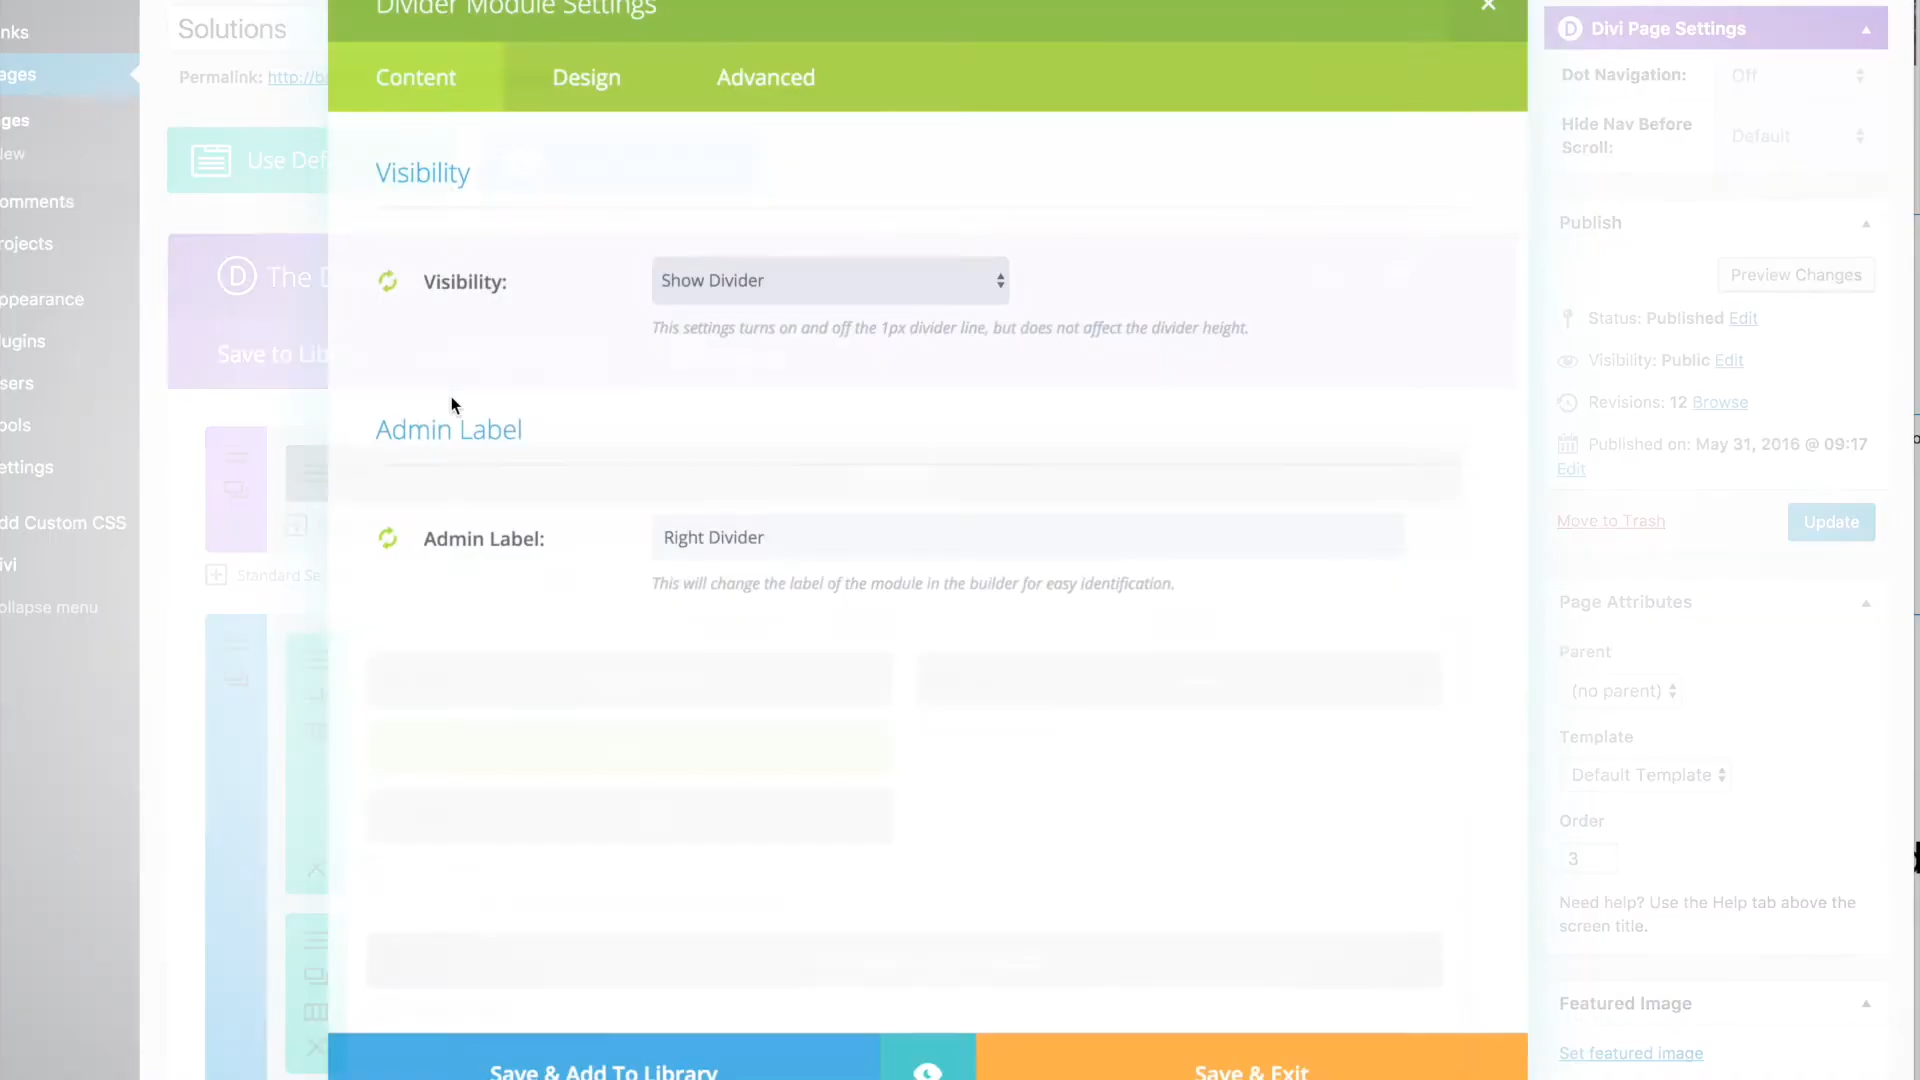 nks
ages
ges
lew
omments
rojects
ppearance
lugins
sers
ools
ettings
dd Custom CSS
ivi
ollapse menu
Solutions
Permalink: http://b
Use Def
The D
Save to Lib
Standard Se
Divider Module Settings
×
Content
Design
Advanced
Visibility
Visibility:
Show Divider
This settings turns on and off the 1px divider line, but does not affect the divider height.
Admin Label
Admin Label:
Right Divider
This will change the label of the module in the builder for easy identification.
Save & Add To Library
Save & Exit
D Divi Page Settings
Dot Navigation:
Off
Hide Nav Before
Scroll:
Default
Publish
Preview Changes
Status: Published Edit
Visibility: Public Edit
Revisions: 12 Browse
Published on: May 31, 2016 @ 09:17
Edit
Move to Trash
Update
Page Attributes
Parent
(no parent)
Template
Default Template
Order
3
Need help? Use the Help tab above the
screen title.
Featured Image
Set featured image